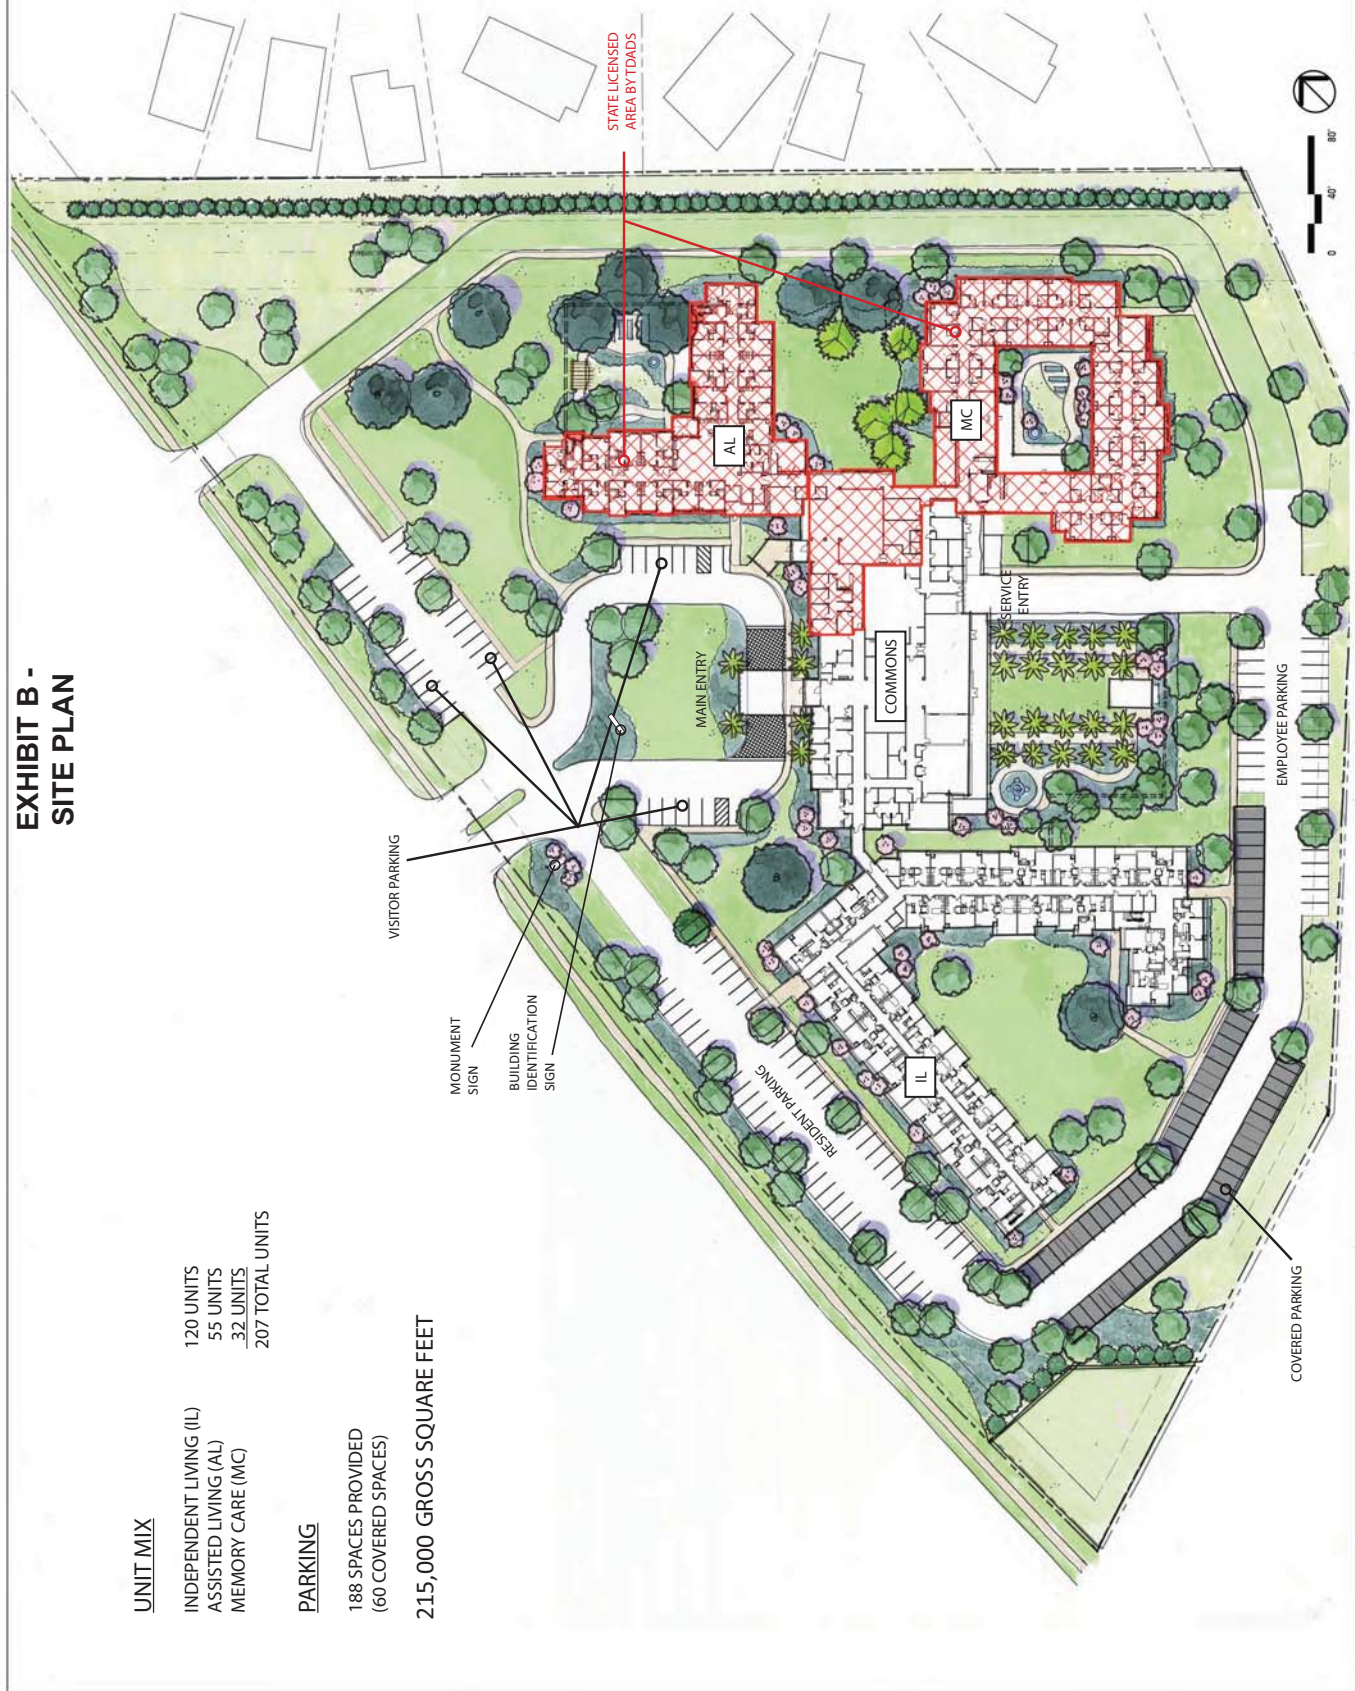 EXHIBIT B -
SITE PLAN
UNIT MIX
INDEPENDENT LIVING (IL) 120 UNITS
ASSISTED LIVING (AL) 55 UNITS
MEMORY CARE (MC) 32 UNITS
207 TOTAL UNITS
PARKING
188 SPACES PROVIDED
(60 COVERED SPACES)
215,000 GROSS SQUARE FEET
VISITOR PARKING
MONUMENT
SIGN
BUILDING
IDENTIFICATION
SIGN
RESIDENT PARKING
IL
MAIN ENTRY
COMMONS
AL
MC
SERVICE
ENTRY
EMPLOYEE PARKING
COVERED PARKING
STATE LICENSED
AREA BY TDADS
0 40' 80'